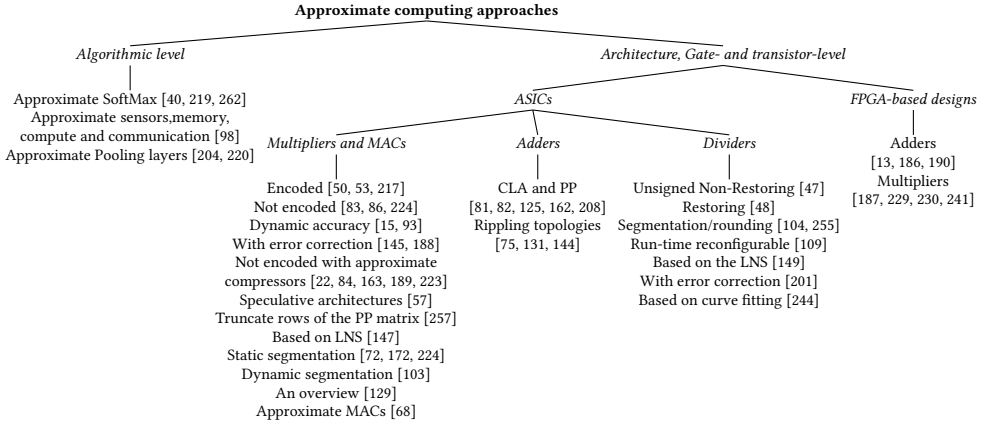 Approximate computing approaches
Algorithmic level
Approximate SoftMax [40, 219, 262]
Approximate sensors,memory,
compute and communication [98]
Approximate Pooling layers [204, 220]
Architecture, Gate- and transistor-level
ASICs
Multipliers and MACs
Encoded [50, 53, 217]
Not encoded [83, 86, 224]
Dynamic accuracy [15, 93]
With error correction [145, 188]
Not encoded with approximate
compressors [22, 84, 163, 189, 223]
Speculative architectures [57]
Truncate rows of the PP matrix [257]
Based on LNS [147]
Static segmentation [72, 172, 224]
Dynamic segmentation [103]
An overview [129]
Approximate MACs [68]
Adders
CLA and PP
[81, 82, 125, 162, 208]
Rippling topologies
[75, 131, 144]
Dividers
Unsigned Non-Restoring [47]
Restoring [48]
Segmentation/rounding [104, 255]
Run-time reconfigurable [109]
Based on the LNS [149]
With error correction [201]
Based on curve fitting [244]
FPGA-based designs
Adders
[13, 186, 190]
Multipliers
[187, 229, 230, 241]